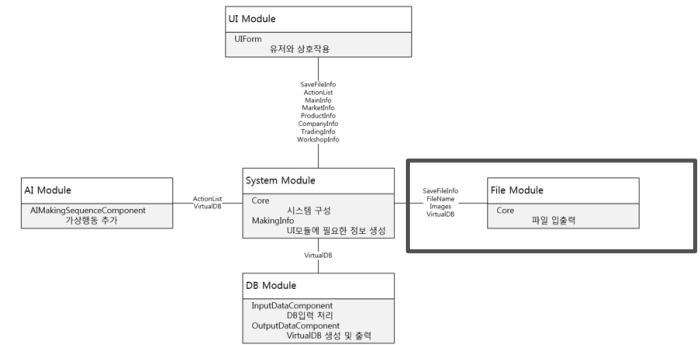 UI Module
UIForm
유저와 상호작용
SaveFileInfo
ActionList
MainInfo
MarketInfo
ProductInfo
CompanyInfo
TradingInfo
WorkshopInfo
AI Module
AIMakingSequenceComponent
가상행동 추가
ActionList
VirtualDB
System Module
Core
시스템 구성
MakingInfo
UI모듈에 필요한 정보 생성
SaveFileInfo
FileName
Images
VirtualDB
File Module
Core
파일 입출력
VirtualDB
DB Module
InputDataComponent
DB입력 처리
OutputDataComponent
VirtualDB 생성 및 출력